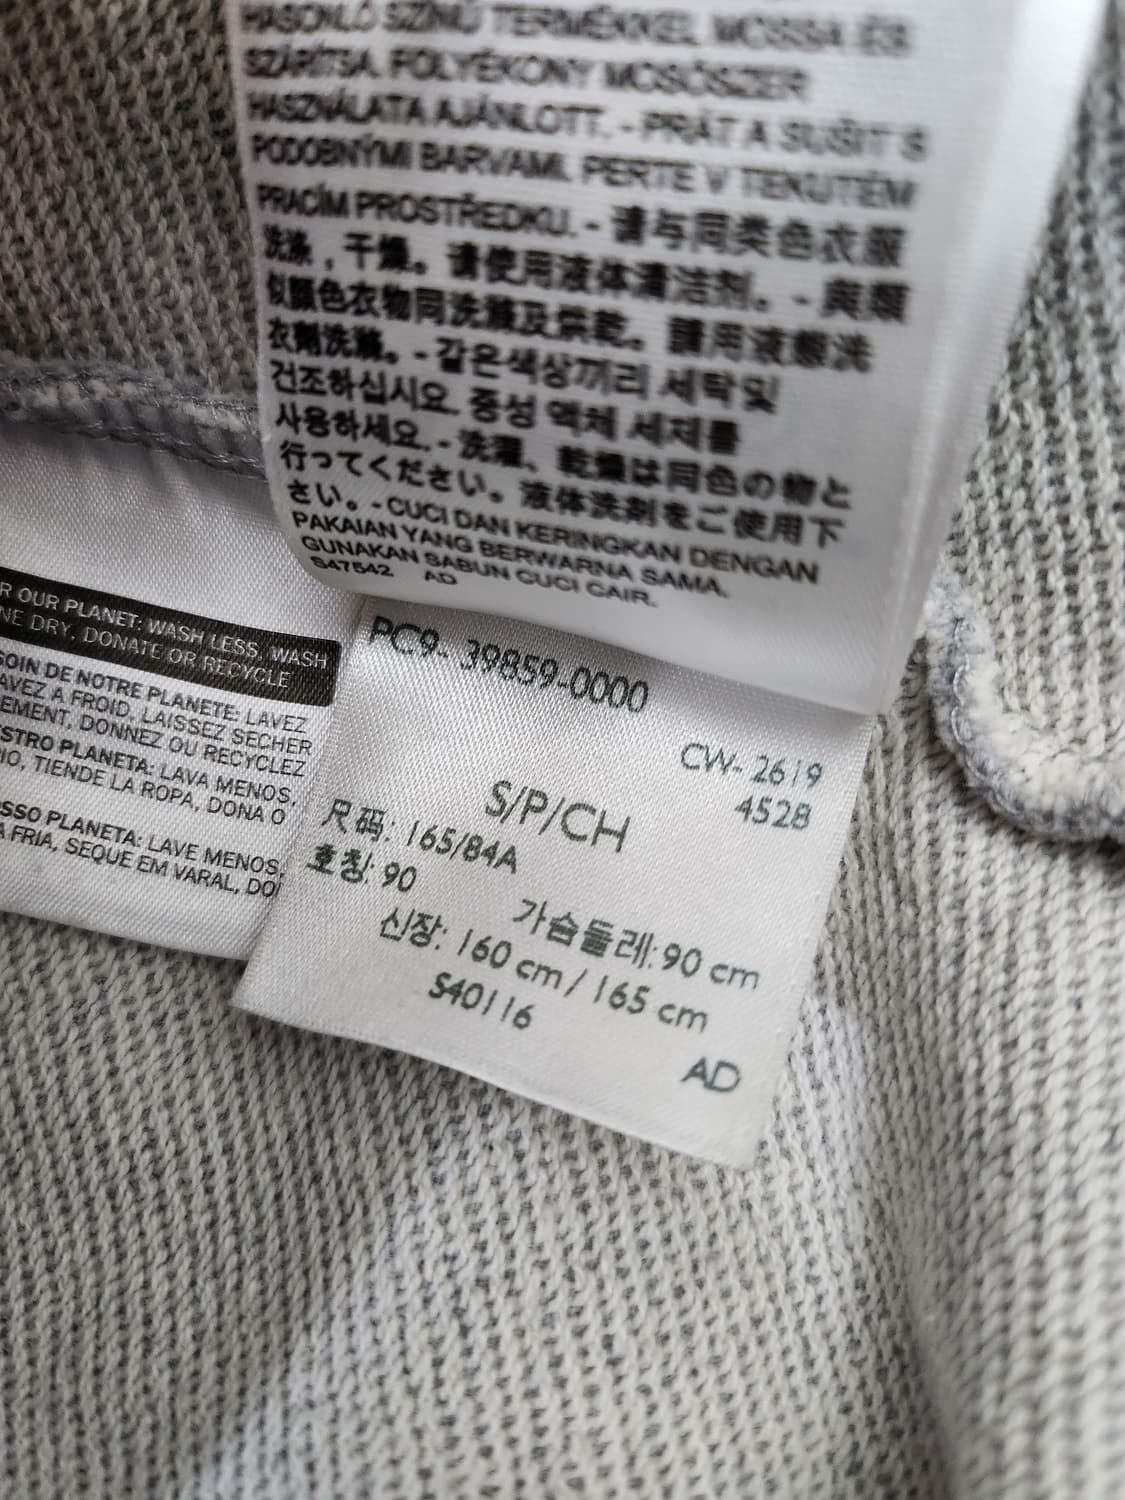 HASONLÓ SZÍNŰ TERMÉKKEL MOSSA ÉS
SZÁRÍTSA. FOLYÉKONY MOSÓSZER
HASZNÁLATA AJÁNLOTT. - PRÁT A SUŠIT S
PODOBNÝMI BARVAMI. PERTE V TEKUTÉM
PRACÍM PROSTŘEDKU. - 请与同类色衣服
洗涤，干燥。请使用液体清洁剂。- 與類
似顏色衣物同洗滌及烘乾。請用液態洗
衣劑洗滌。- 같은색상끼리 세탁및
건조하십시오. 중성 액체 세제를
사용하세요. - 洗濯、乾燥は同色の物と
行ってください。液体洗剤をご使用下
さい。- CUCI DAN KERINGKAN DENGAN
PAKAIAN YANG BERWARNA SAMA.
GUNAKAN SABUN CUCI CAIR.
S47542 AD
R OUR PLANET: WASH LESS, WASH
NE DRY, DONATE OR RECYCLE
SOIN DE NOTRE PLANETE: LAVEZ
AVEZ A FROID, LAISSEZ SECHER
EMENT, DONNEZ OU RECYCLEZ
STRO PLANETA: LAVA MENOS,
IO, TIENDE LA ROPA, DONA O
SSO PLANETA: LAVE MENOS,
A FRIA, SEQUE EM VARAL, DO
PC9- 39859-0000
CW- 2619
4528
S/P/CH
尺码: 165/84A
호칭: 90
가슴둘레: 90 cm
신장: 160 cm / 165 cm
S40116
AD